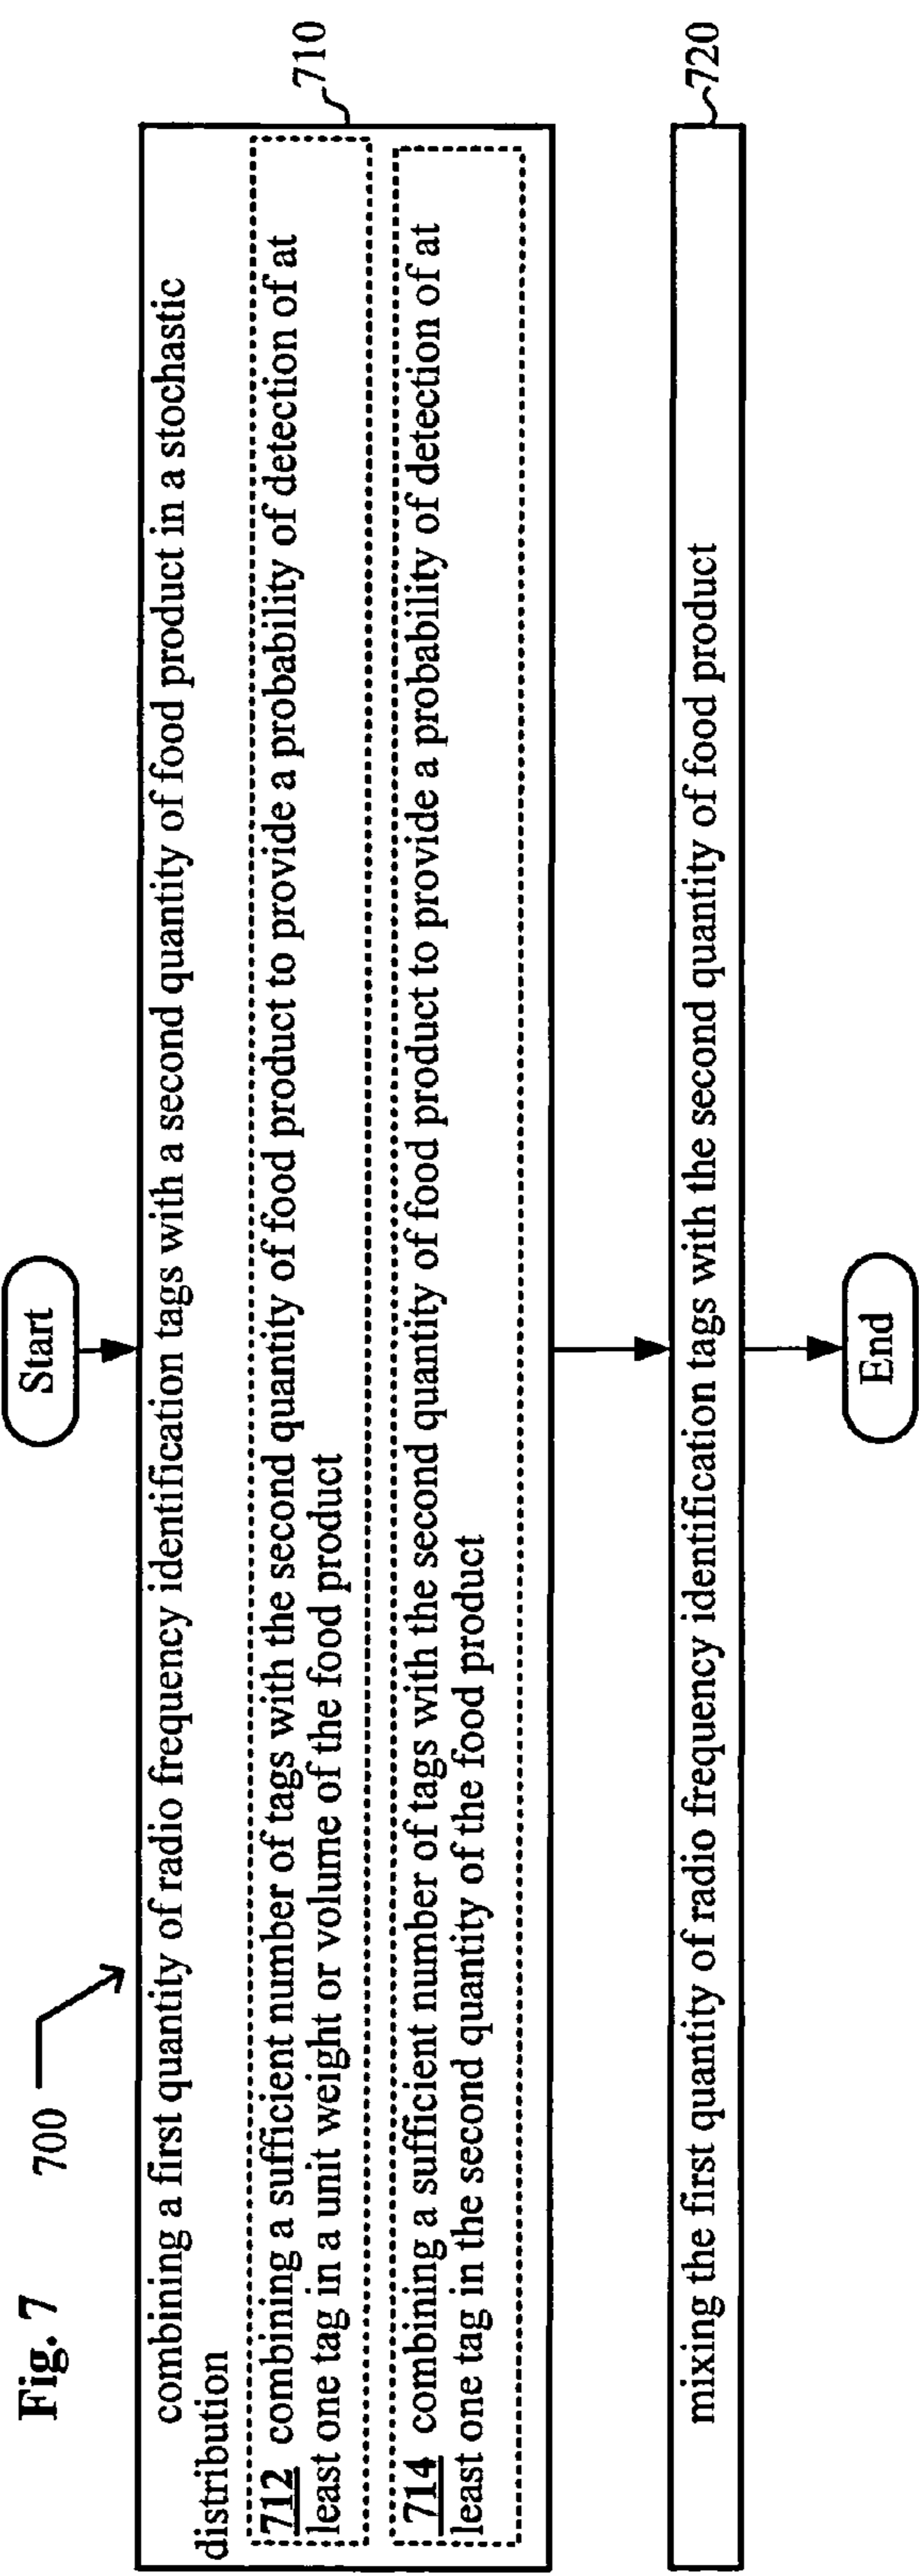 Fig. 7
700
Start
combining a first quantity of radio frequency identification tags with a second quantity of food product in a stochastic
distribution
710
712 combining a sufficient number of tags with the second quantity of food product to provide a probability of detection of at
least one tag in a unit weight or volume of the food product
714 combining a sufficient number of tags with the second quantity of food product to provide a probability of detection of at
least one tag in the second quantity of the food product
mixing the first quantity of radio frequency identification tags with the second quantity of food product
720
End